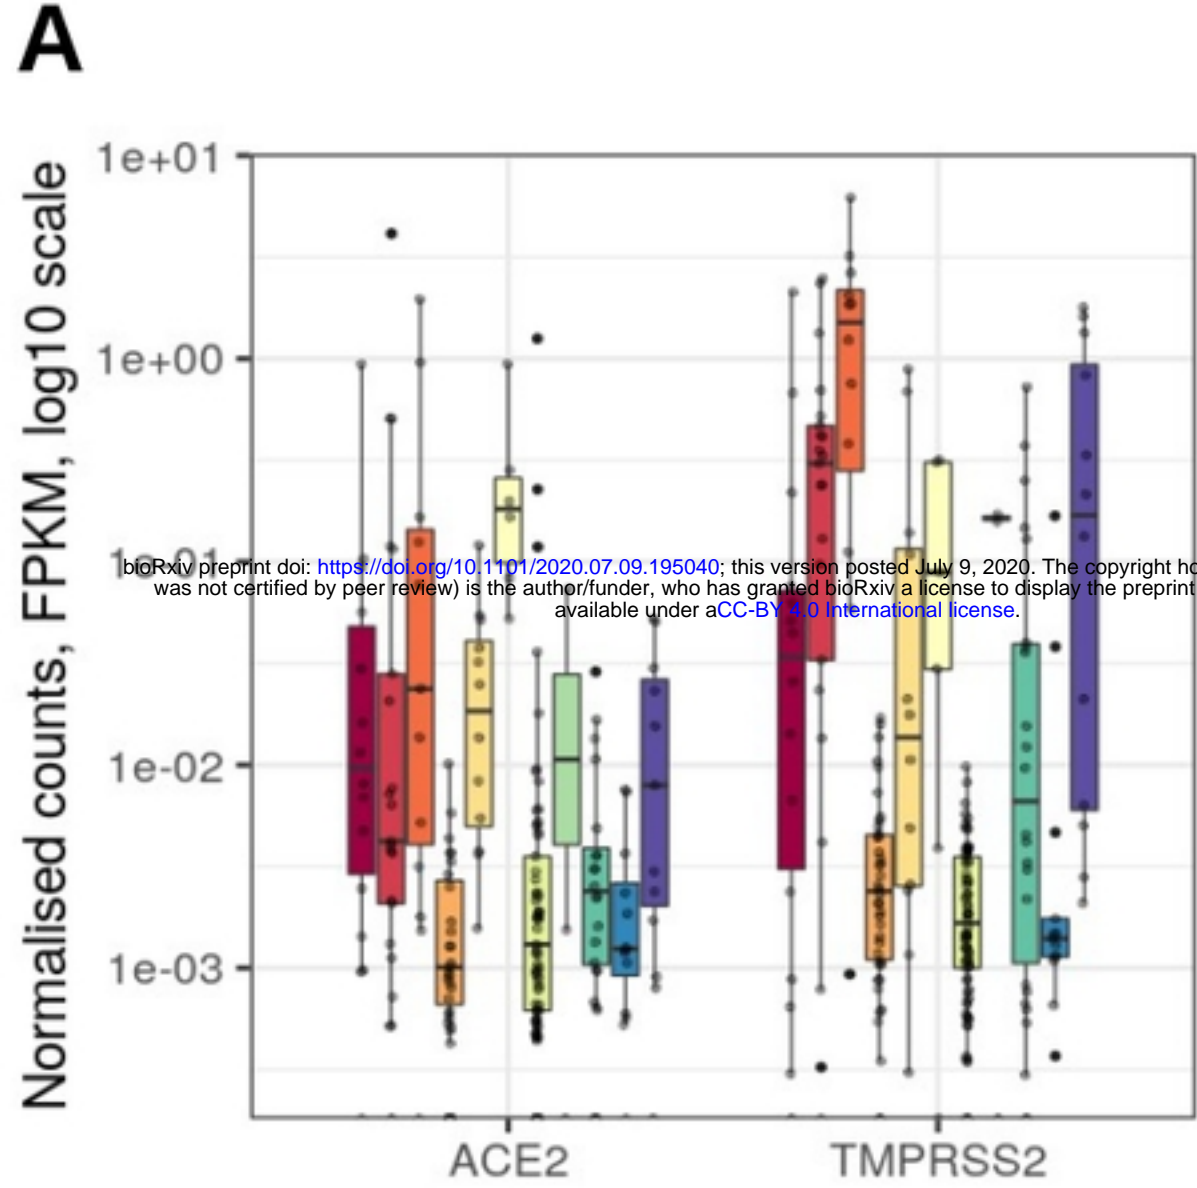 A
Normalised counts, FPKM, log10 scale
1e+01
1e+00
1e-01
bioRxiv preprint doi: https://doi.org/10.1101/2020.07.09.195040; this version posted July 9, 2020. The copyright ho
was not certified by peer review) is the author/funder, who has granted bioRxiv a license to display the preprint
available under aCC-BY 4.0 International license.
1e-02
1e-03
ACE2
TMPRSS2